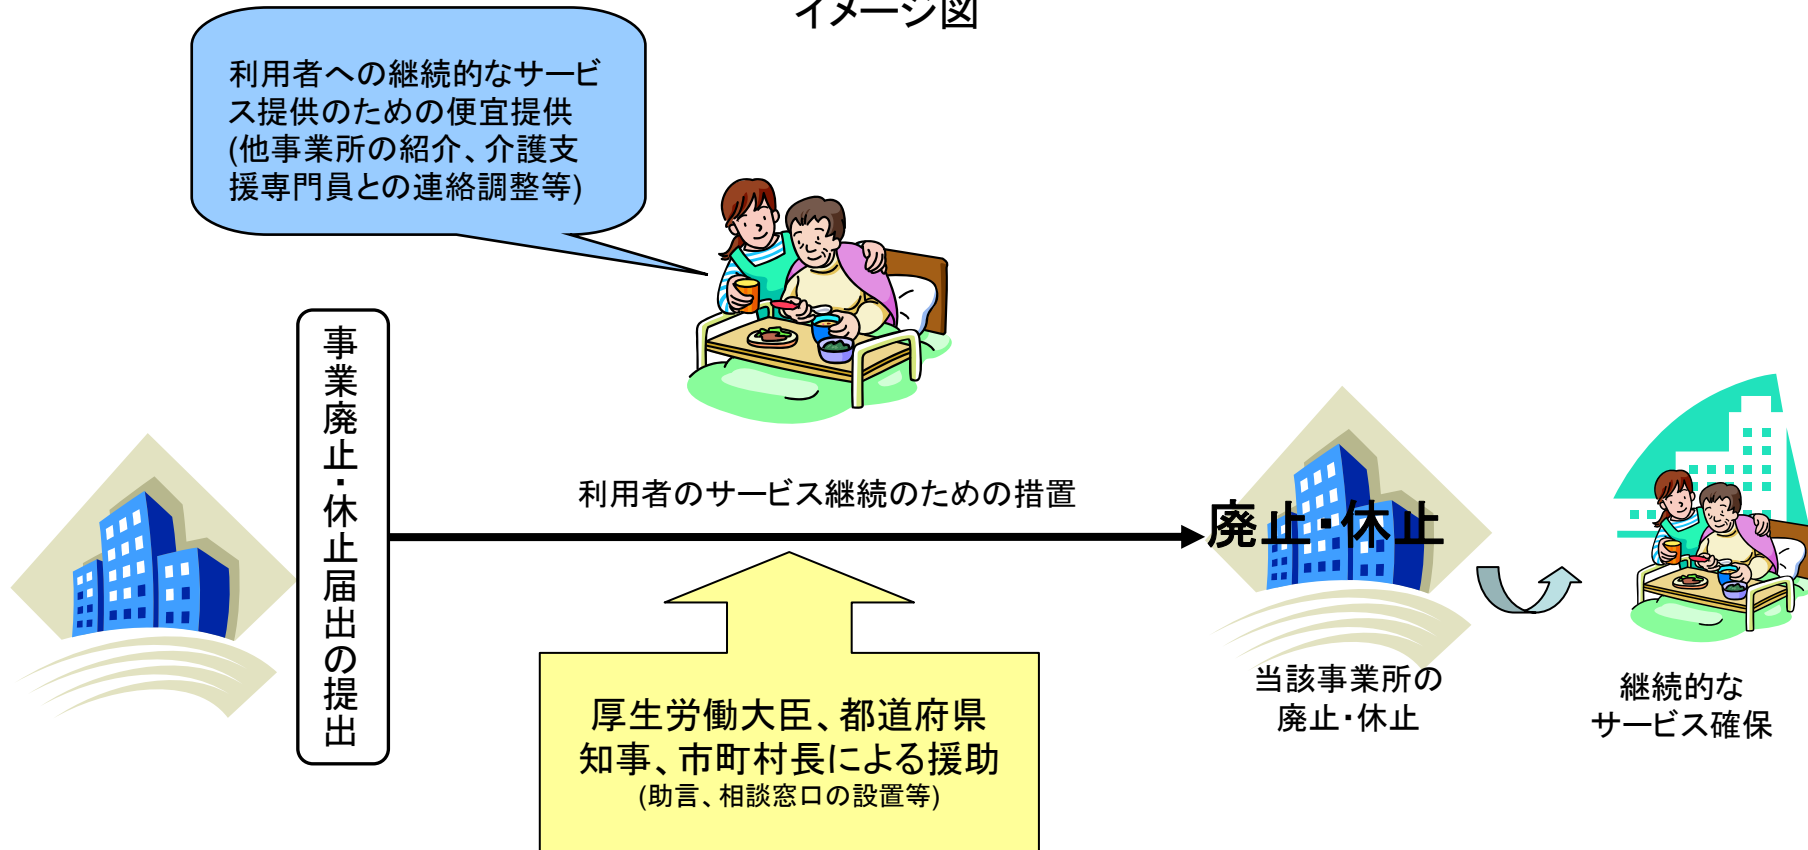 イメージ図
利用者への継続的なサービ
ス提供のための便宜提供
(他事業所の紹介、介護支
援専門員との連絡調整等)
事業廃止・休止届出の提出
利用者のサービス継続のための措置
廃止・休止
厚生労働大臣、都道府県
知事、市町村長による援助
(助言、相談窓口の設置等)
当該事業所の
廃止・休止
継続的な
サービス確保